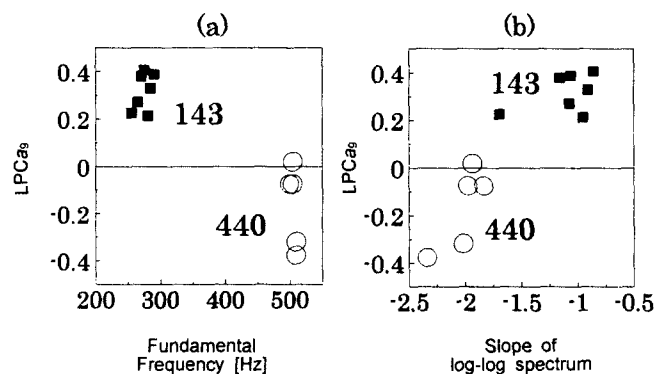 (a)
(b)
LPCa₉
0.4
0.2
0
-0.2
-0.4
143
440
200
300
400
500
Fundamental
Frequency [Hz]
LPCa₉
0.4
0.2
0
-0.2
-0.4
143
440
-2.5
-2
-1.5
-1
-0.5
Slope of
log-log spectrum